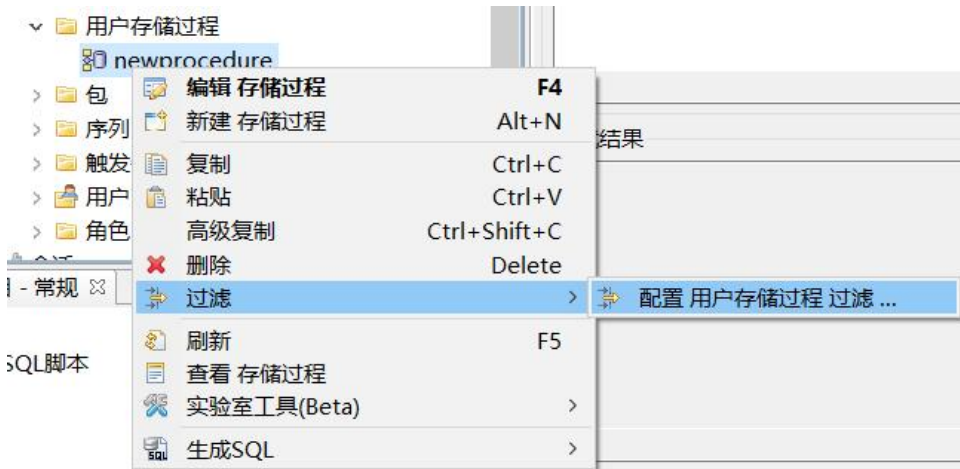 用户存储过程
newprocedure
编辑 存储过程 F4
包
新建 存储过程 Alt+N
序列
结果
触发
复制 Ctrl+C
用户
粘贴 Ctrl+V
角色
高级复制 Ctrl+Shift+C
删除 Delete
- 常规
过滤
配置 用户存储过程 过滤 ...
刷新 F5
SQL脚本
查看 存储过程
实验室工具(Beta)
生成SQL